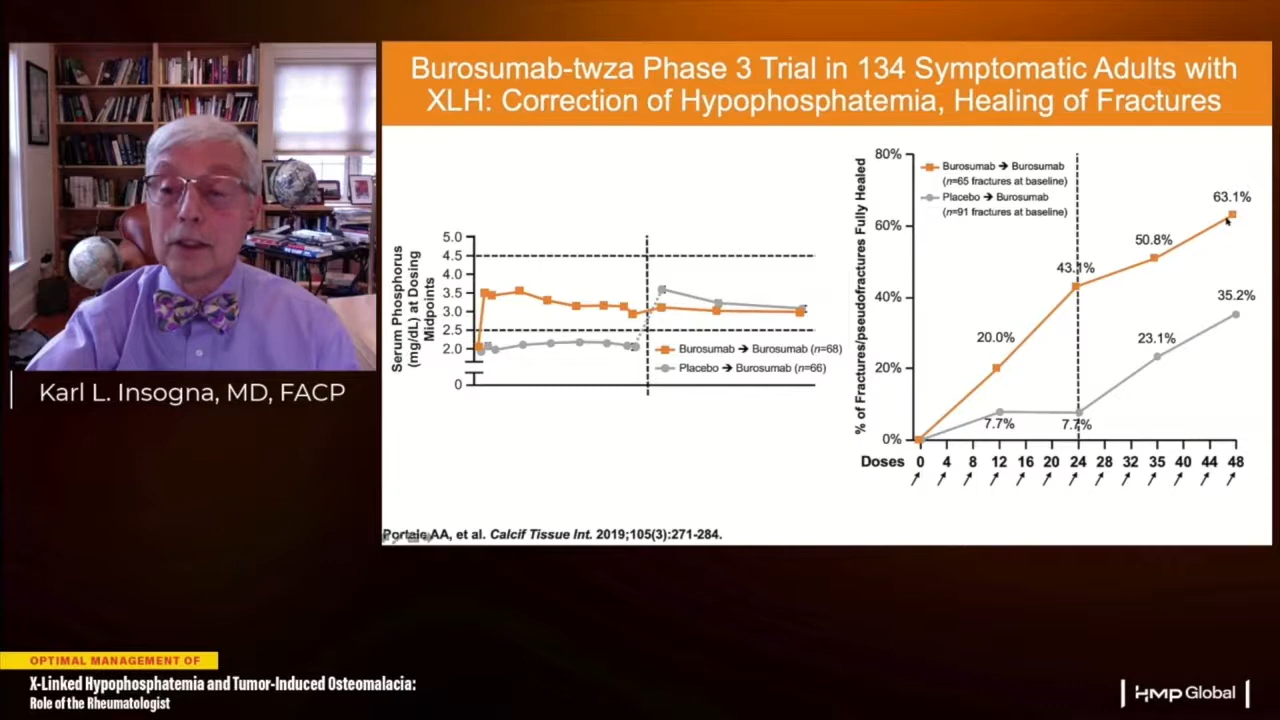 Burosumab-twza Phase 3 Trial in 134 Symptomatic Adults with
XLH: Correction of Hypophosphatemia, Healing of Fractures
Karl L. Insogna, MD, FACP
Serum Phosphorus
(mg/dL) at Dosing
Midpoints
5.0
4.5
4.0
3.5
3.0
2.5
2.0
0
Burosumab ➔ Burosumab (n=68)
Placebo ➔ Burosumab (n=66)
% of Fractures/pseudofractures Fully Healed
80%
60%
40%
20%
0%
Burosumab ➔ Burosumab
(n=65 fractures at baseline)
Placebo ➔ Burosumab
(n=91 fractures at baseline)
63.1%
50.8%
43.1%
35.2%
20.0%
23.1%
7.7%
7.7%
Doses 0 4 8 12 16 20 24 28 32 35 40 44 48
AA, et al. Calcif Tissue Int. 2019;105(3):271-284.
OPTIMAL MANAGEMENT OF
X-Linked Hypophosphatemia and Tumor-Induced Osteomalacia:
Role of the Rheumatologist
HMP Global